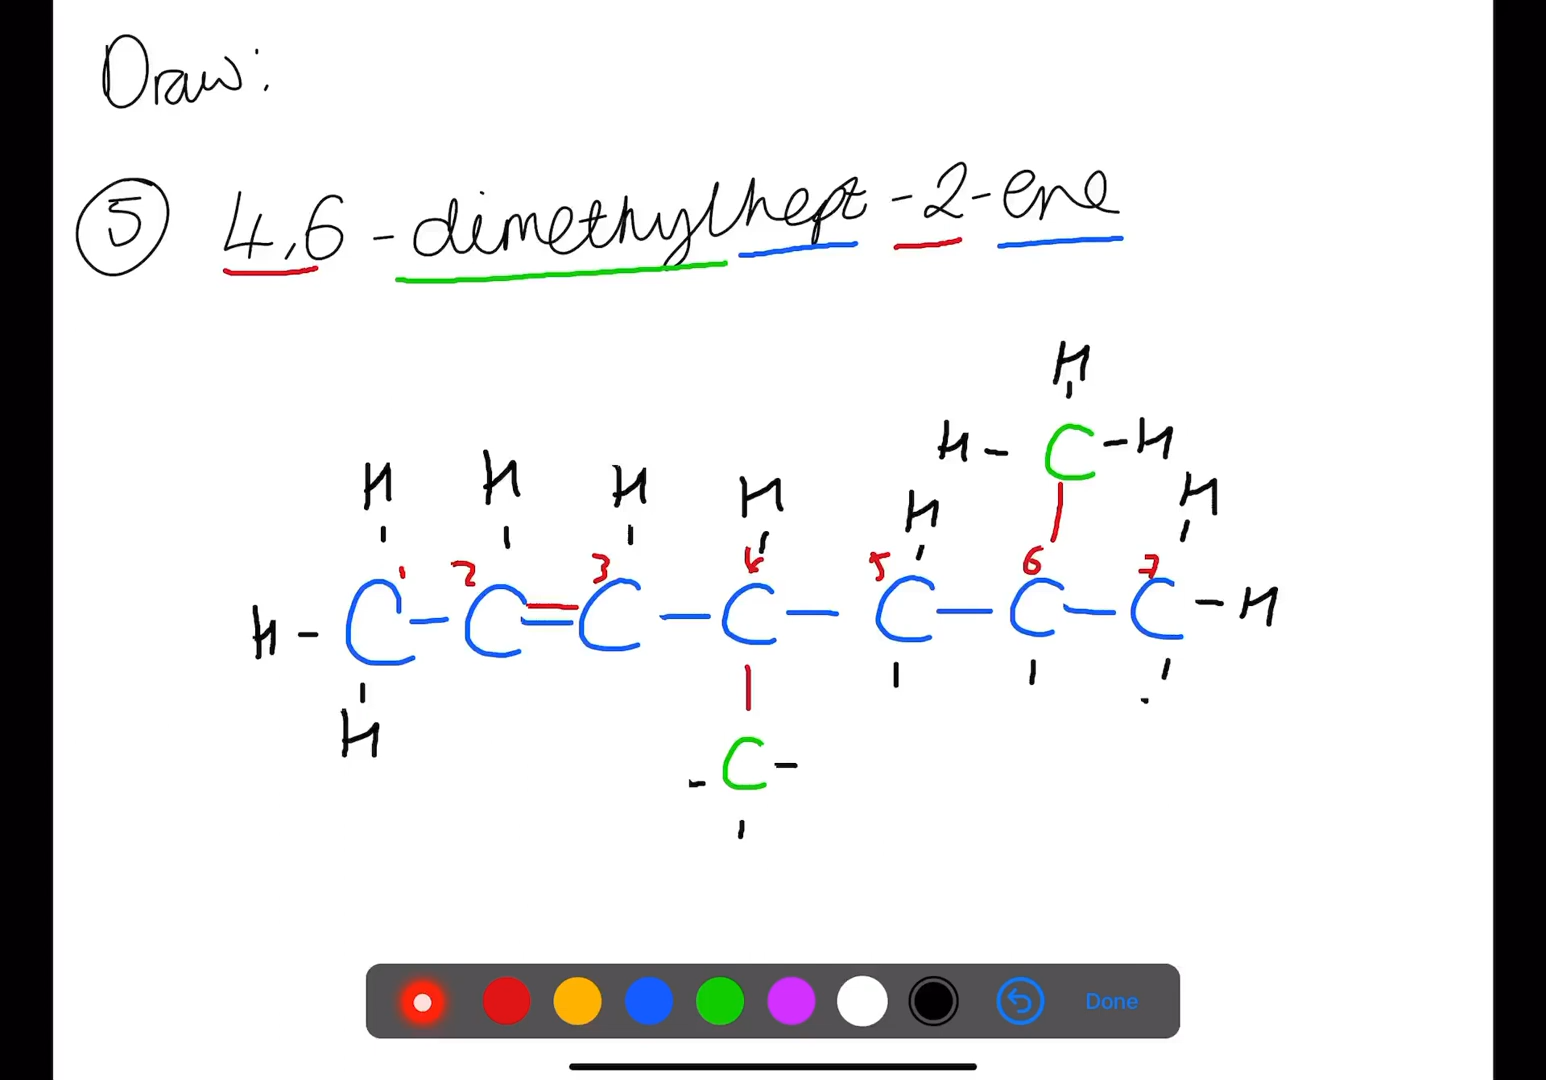 Draw:
5 4,6-dimethylhept-2-ene
H
H- C -H
H H H H H H
1 2 3 4 5 6 7
H - C - C = C - C - C - C - C - H
H
- C -
Done